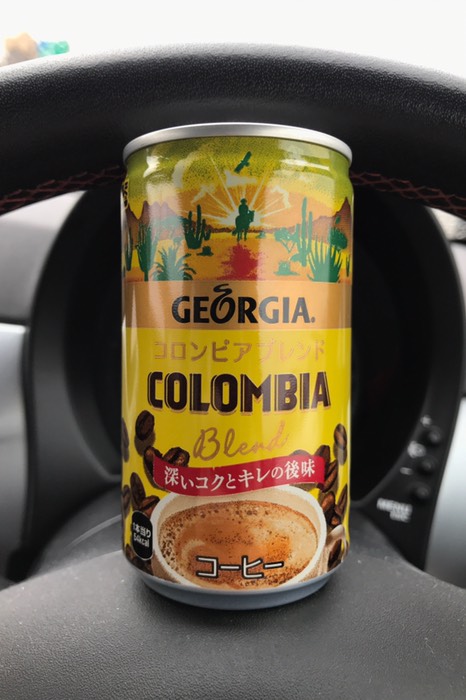 GEORGIA®
コロンビアブレンド
COLOMBIA
Blend
深いコクとキレの後味
1本当り
64kcal
コーヒー